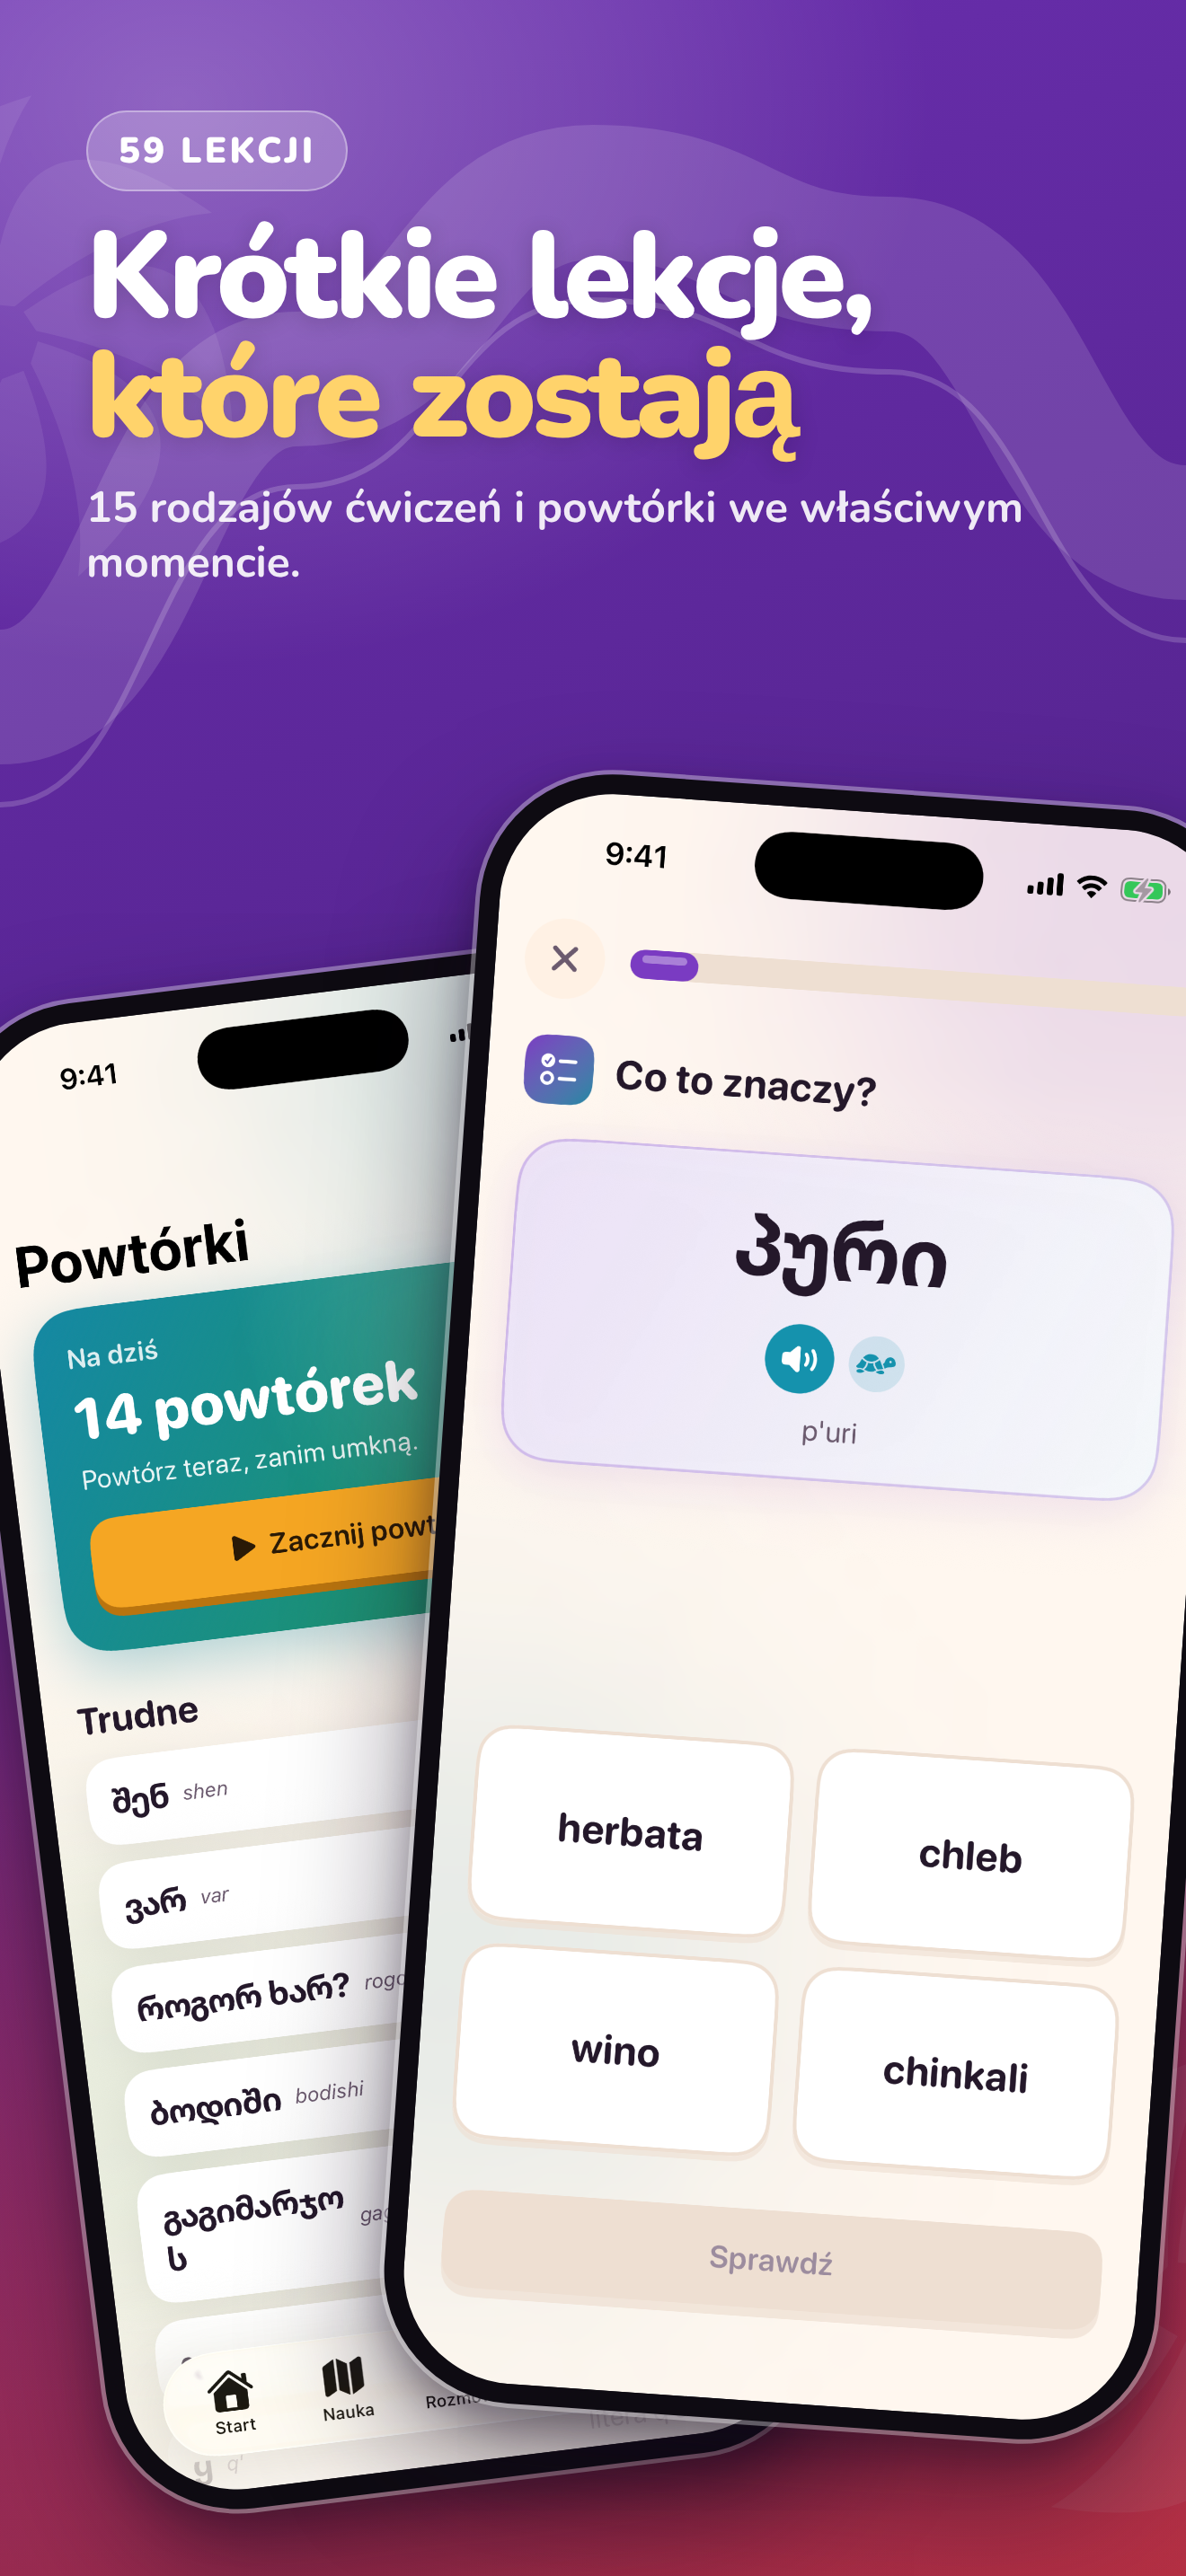 59 LEKCJI
Krótkie lekcje,
które zostają
15 rodzajów ćwiczeń i powtórki we właściwym
momencie.
9:41
Powtórki
Na dziś
14 powtórek
Powtórz teraz, zanim umkną.
Zacznij
Trudne
შენ shen
ვარ var
როგორ ხარ?
ბოდიში bodishi
გაგიმარჯო
ს
Start
Nauka
ყ q'
9:41
Co to znaczy?
პური
p'uri
herbata
chleb
wino
chinkali
Sprawdź